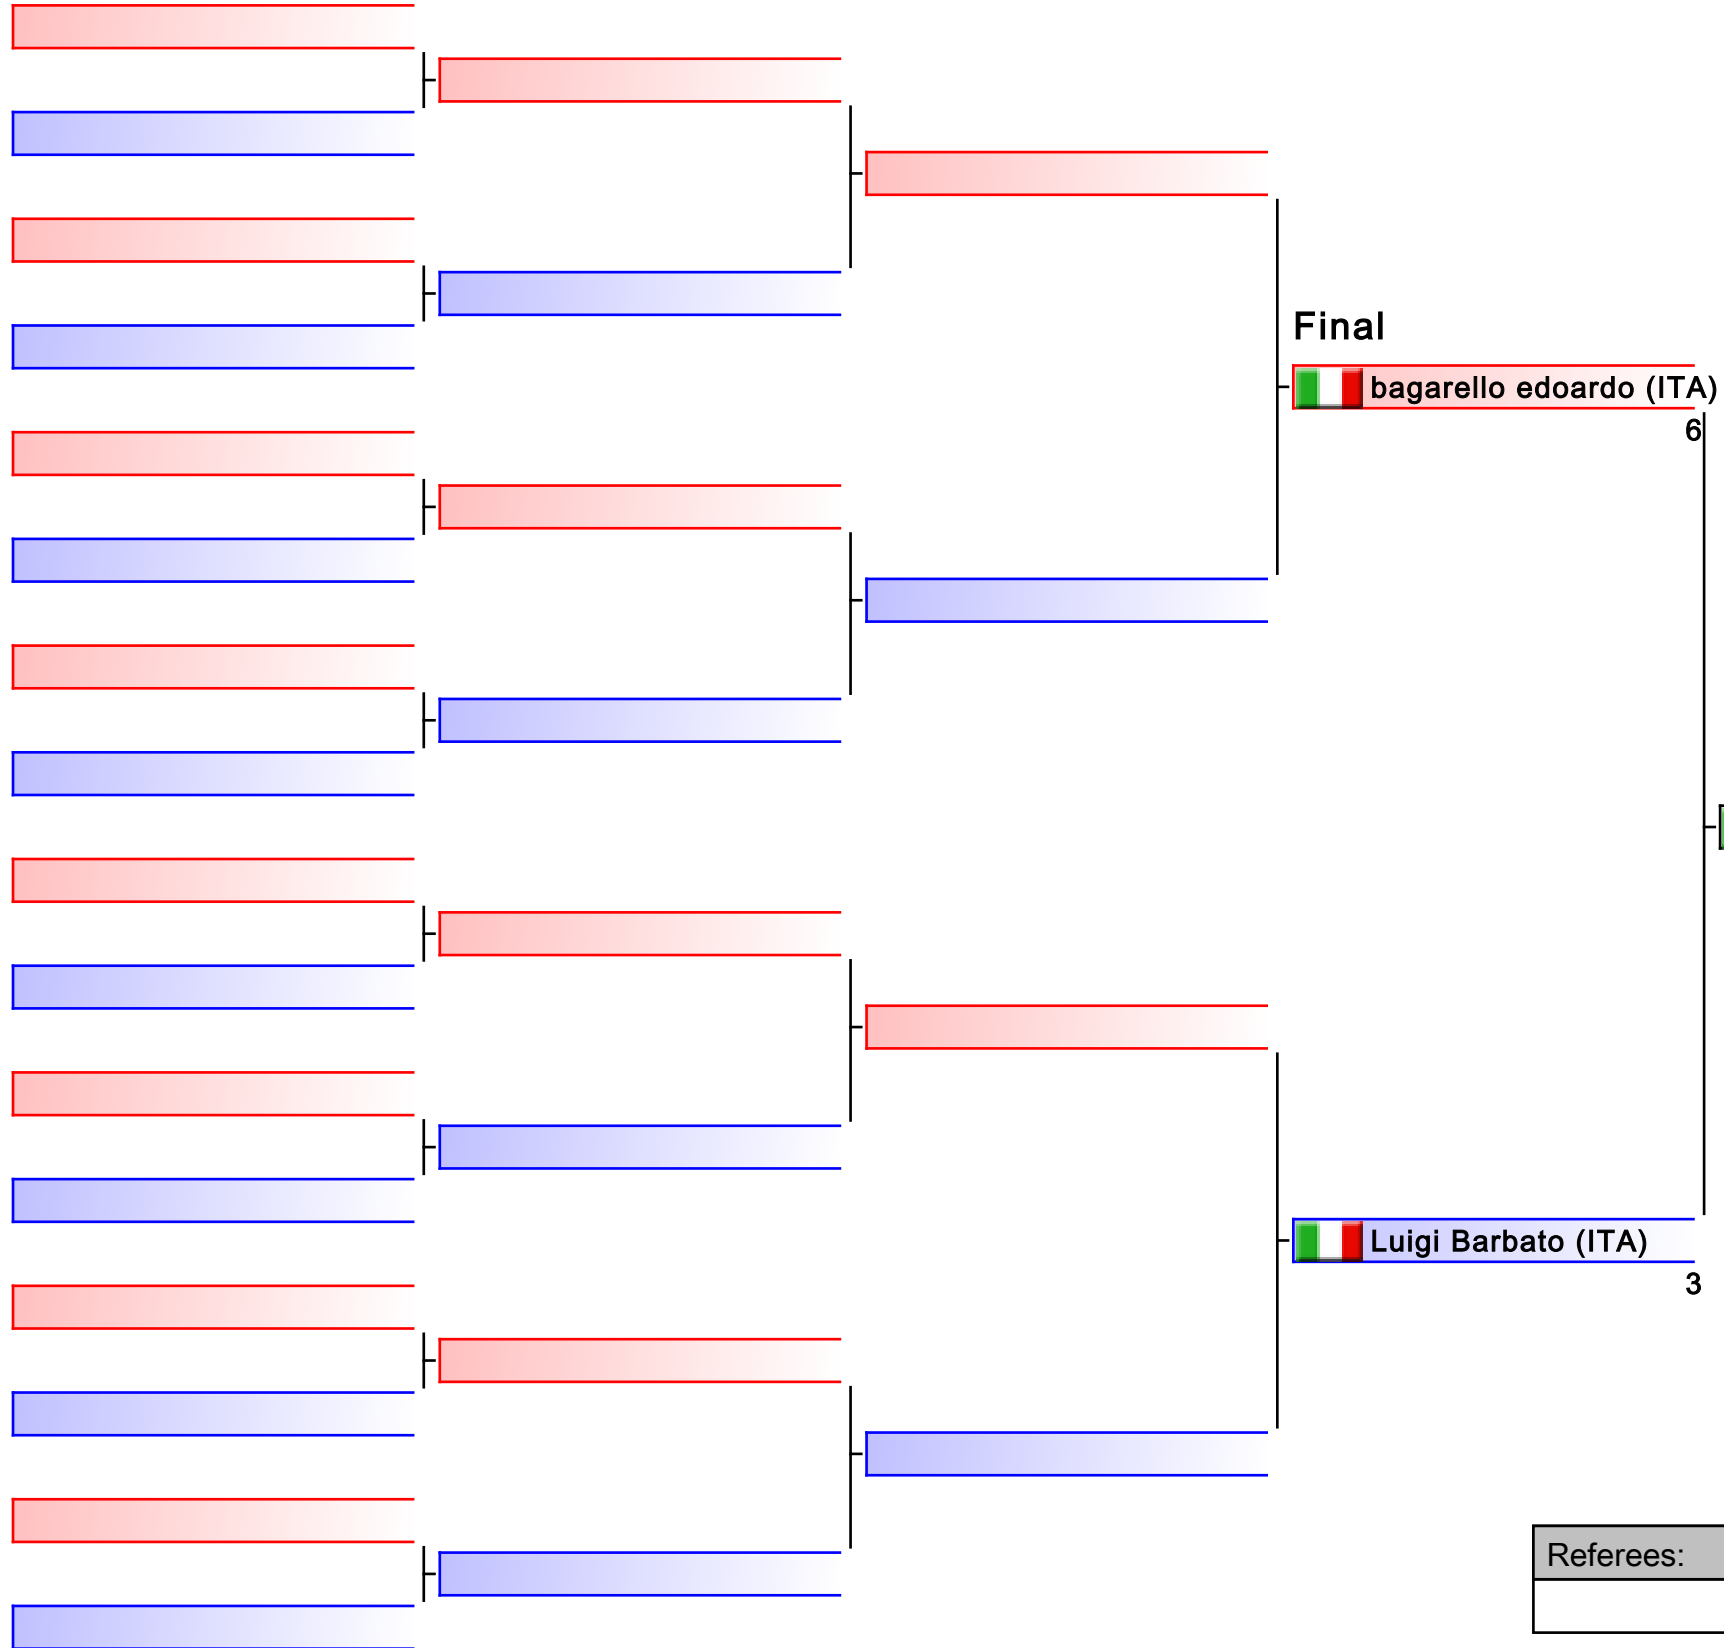 Final
bagarello edoardo (ITA)
6
Luigi Barbato (ITA)
3
Referees: